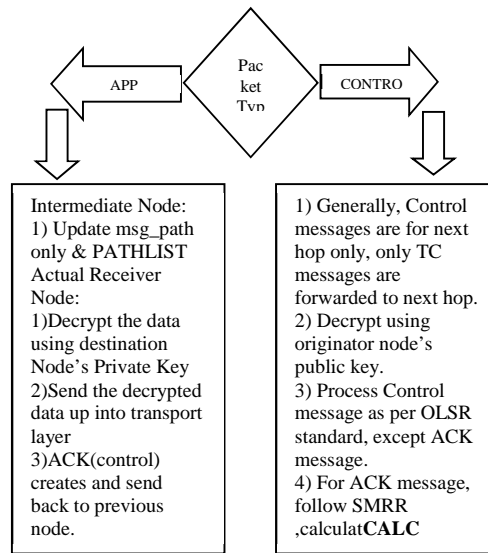 Pac
ket
Typ
APP
CONTRO
Intermediate Node:
1) Update msg_path
only & PATHLIST
Actual Receiver
Node:
1)Decrypt the data
using destination
Node's Private Key
2)Send the decrypted
data up into transport
layer
3)ACK(control)
creates and send
back to previous
node.
1) Generally, Control
messages are for next
hop only, only TC
messages are
forwarded to next hop.
2) Decrypt using
originator node's
public key.
3) Process Control
message as per OLSR
standard, except ACK
message.
4) For ACK message,
follow SMRR
,calculatCALC